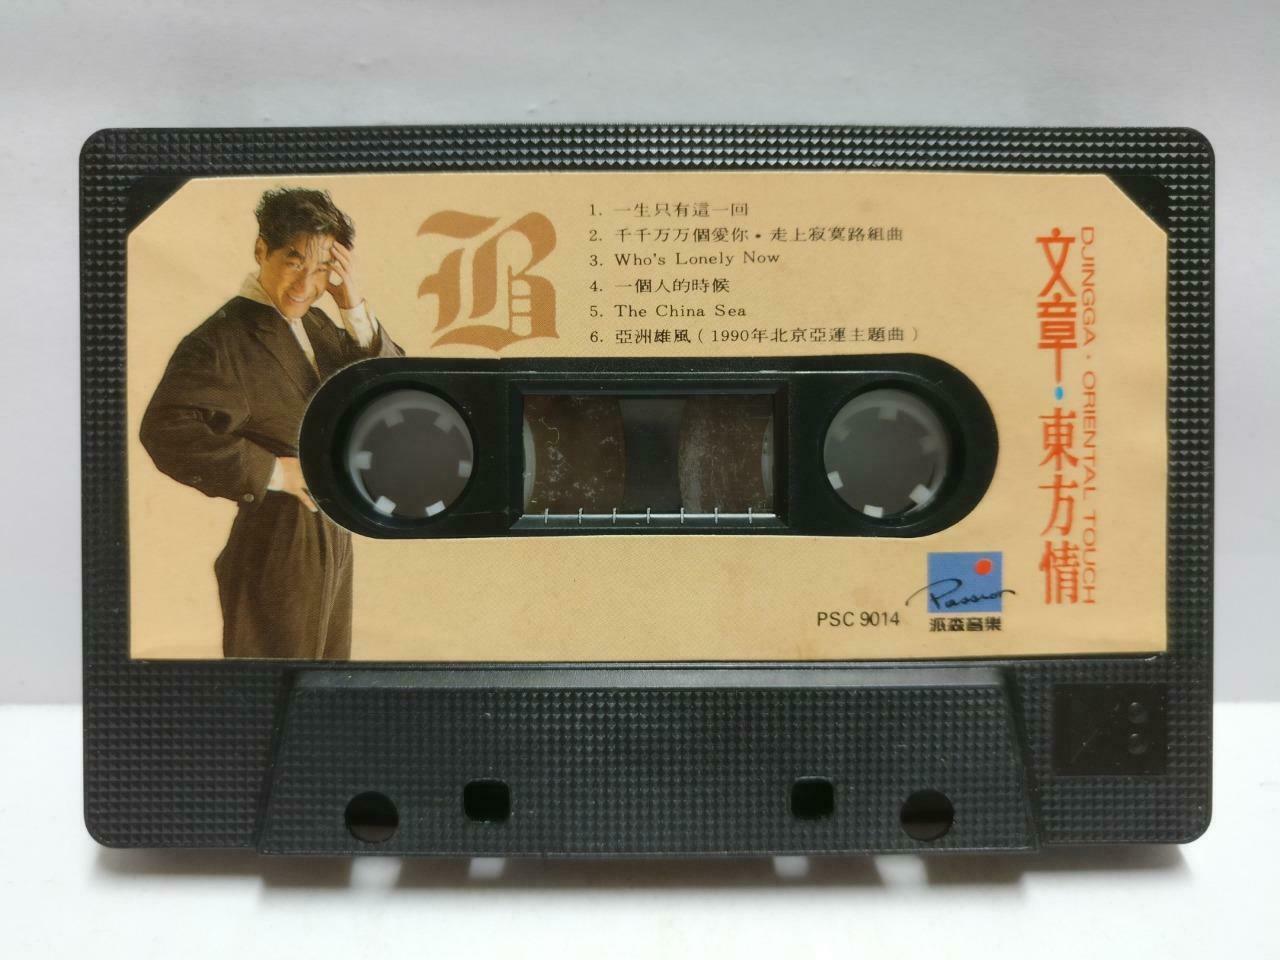 B
1. 一生只有這一回
2. 千千万万個愛你・走上寂寞路組曲
3. Who's Lonely Now
4. 一個人的時候
5. The China Sea
6. 亞洲雄風（1990年北京亞運主題曲）
文章・東方情
DJINGGA・ORIENTAL TOUCH
PSC 9014
Passion
派森音樂